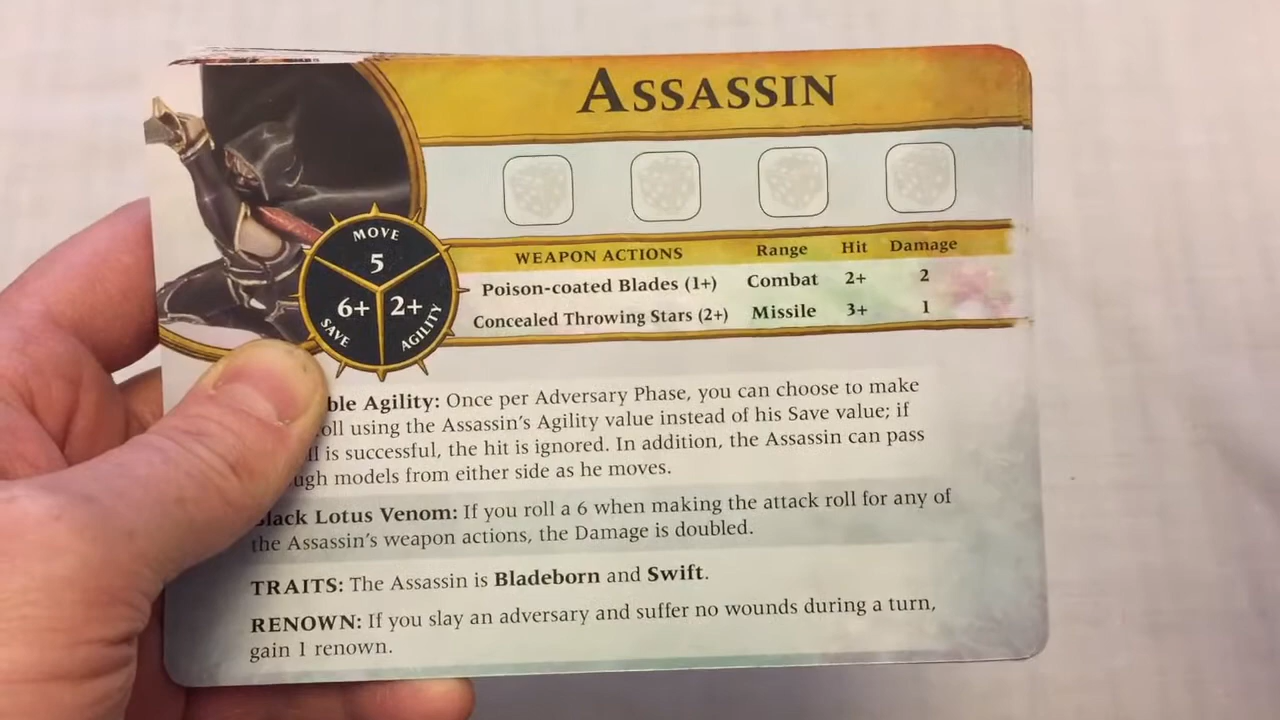 ASSASSIN
MOVE
5
6+ 2+
SAVE AGILITY
WEAPON ACTIONS Range Hit Damage
Poison-coated Blades (1+) Combat 2+ 2
Concealed Throwing Stars (2+) Missile 3+ 1
Agility: Once per Adversary Phase, you can choose to make
using the Assassin's Agility value instead of his Save value; if
is successful, the hit is ignored. In addition, the Assassin can pass
models from either side as he moves.
Black Lotus Venom: If you roll a 6 when making the attack roll for any of
the Assassin's weapon actions, the Damage is doubled.
TRAITS: The Assassin is Bladeborn and Swift.
RENOWN: If you slay an adversary and suffer no wounds during a turn,
gain 1 renown.